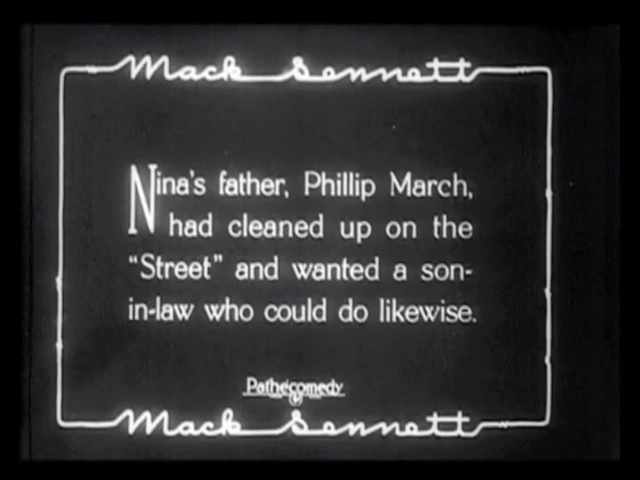 Mack Sennett
Nina's father, Phillip March,
had cleaned up on the
“Street” and wanted a son-
in-law who could do likewise.
Pathécomedy
Mack Sennett